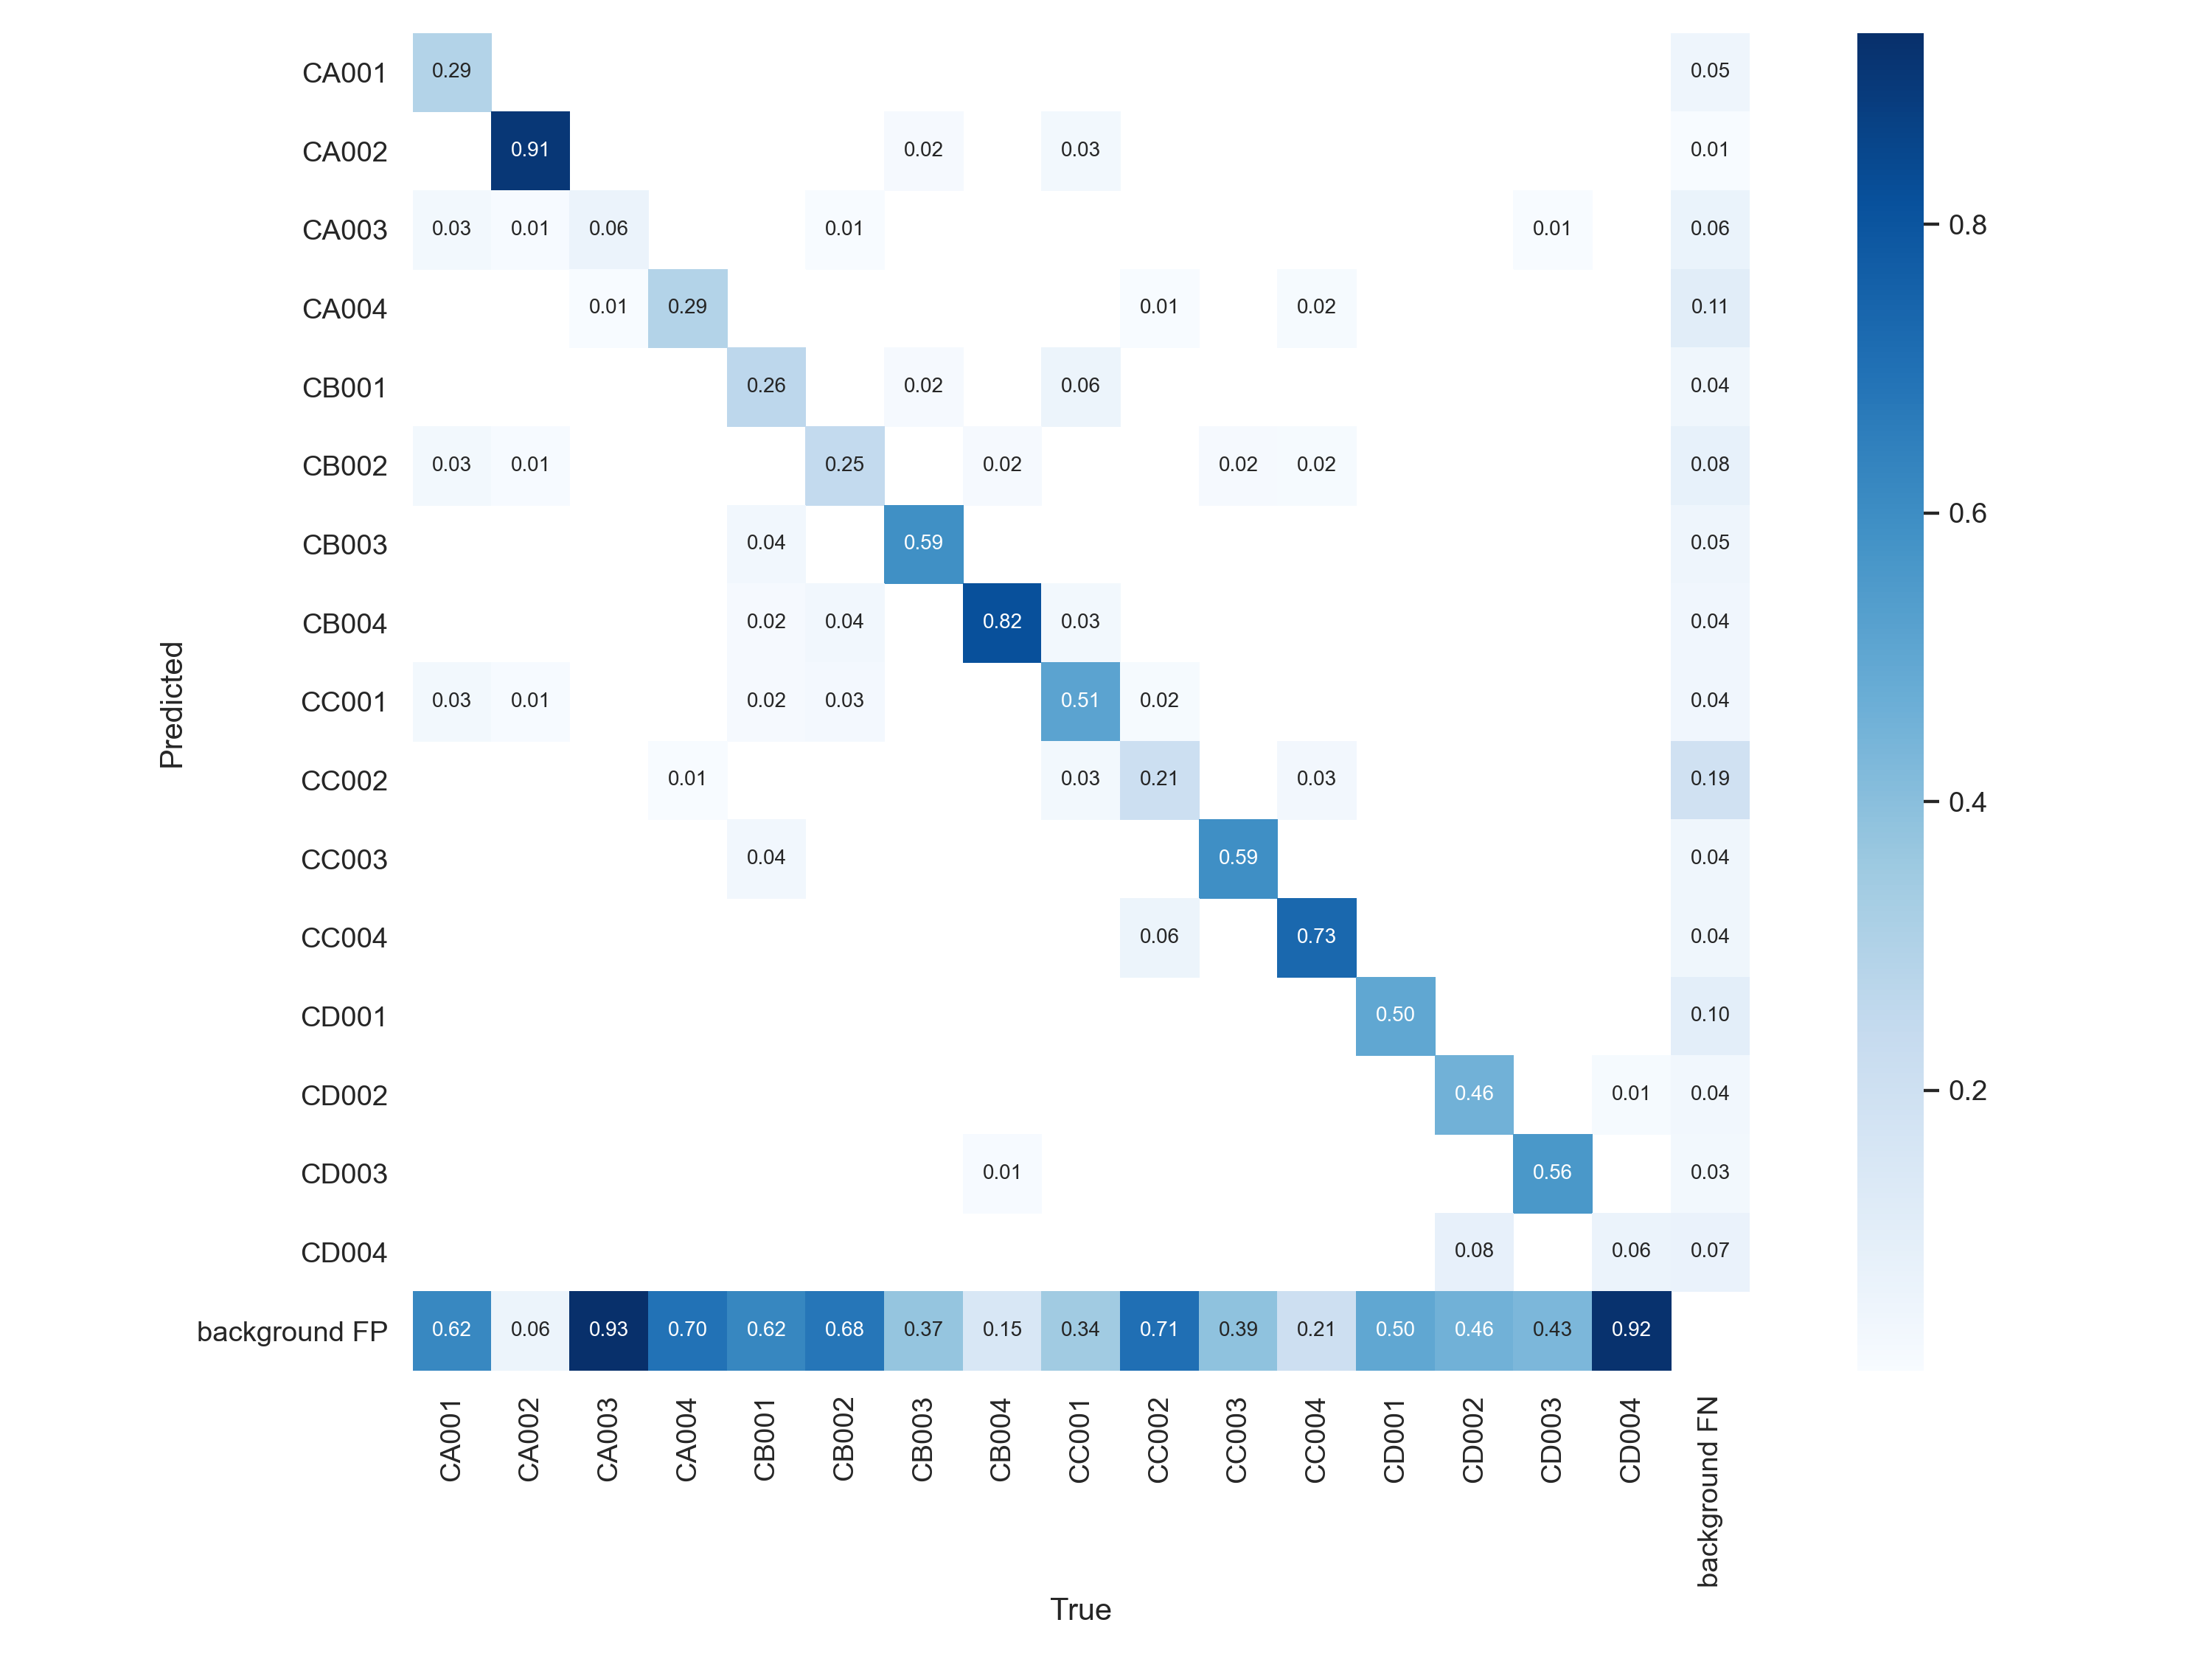 CA001 0.29 0.05
CA002 0.91 0.02 0.03 0.01
CA003 0.03 0.01 0.06 0.01 0.01 0.06
0.8
CA004 0.01 0.29 0.01 0.02 0.11
CB001 0.26 0.02 0.06 0.04
CB002 0.03 0.01 0.25 0.02 0.02 0.02 0.08
0.6
CB003 0.04 0.59 0.05
CB004 0.02 0.04 0.82 0.03 0.04
Predicted
CC001 0.03 0.01 0.02 0.03 0.51 0.02 0.04
CC002 0.01 0.03 0.21 0.03 0.19
0.4
CC003 0.04 0.59 0.04
CC004 0.06 0.73 0.04
CD001 0.50 0.10
CD002 0.46 0.01 0.04
0.2
CD003 0.01 0.56 0.03
CD004 0.08 0.06 0.07
background FP 0.62 0.06 0.93 0.70 0.62 0.68 0.37 0.15 0.34 0.71 0.39 0.21 0.50 0.46 0.43 0.92
CA001
CA002
CA003
CA004
CB001
CB002
CB003
CB004
CC001
CC002
CC003
CC004
CD001
CD002
CD003
CD004
background FN
True